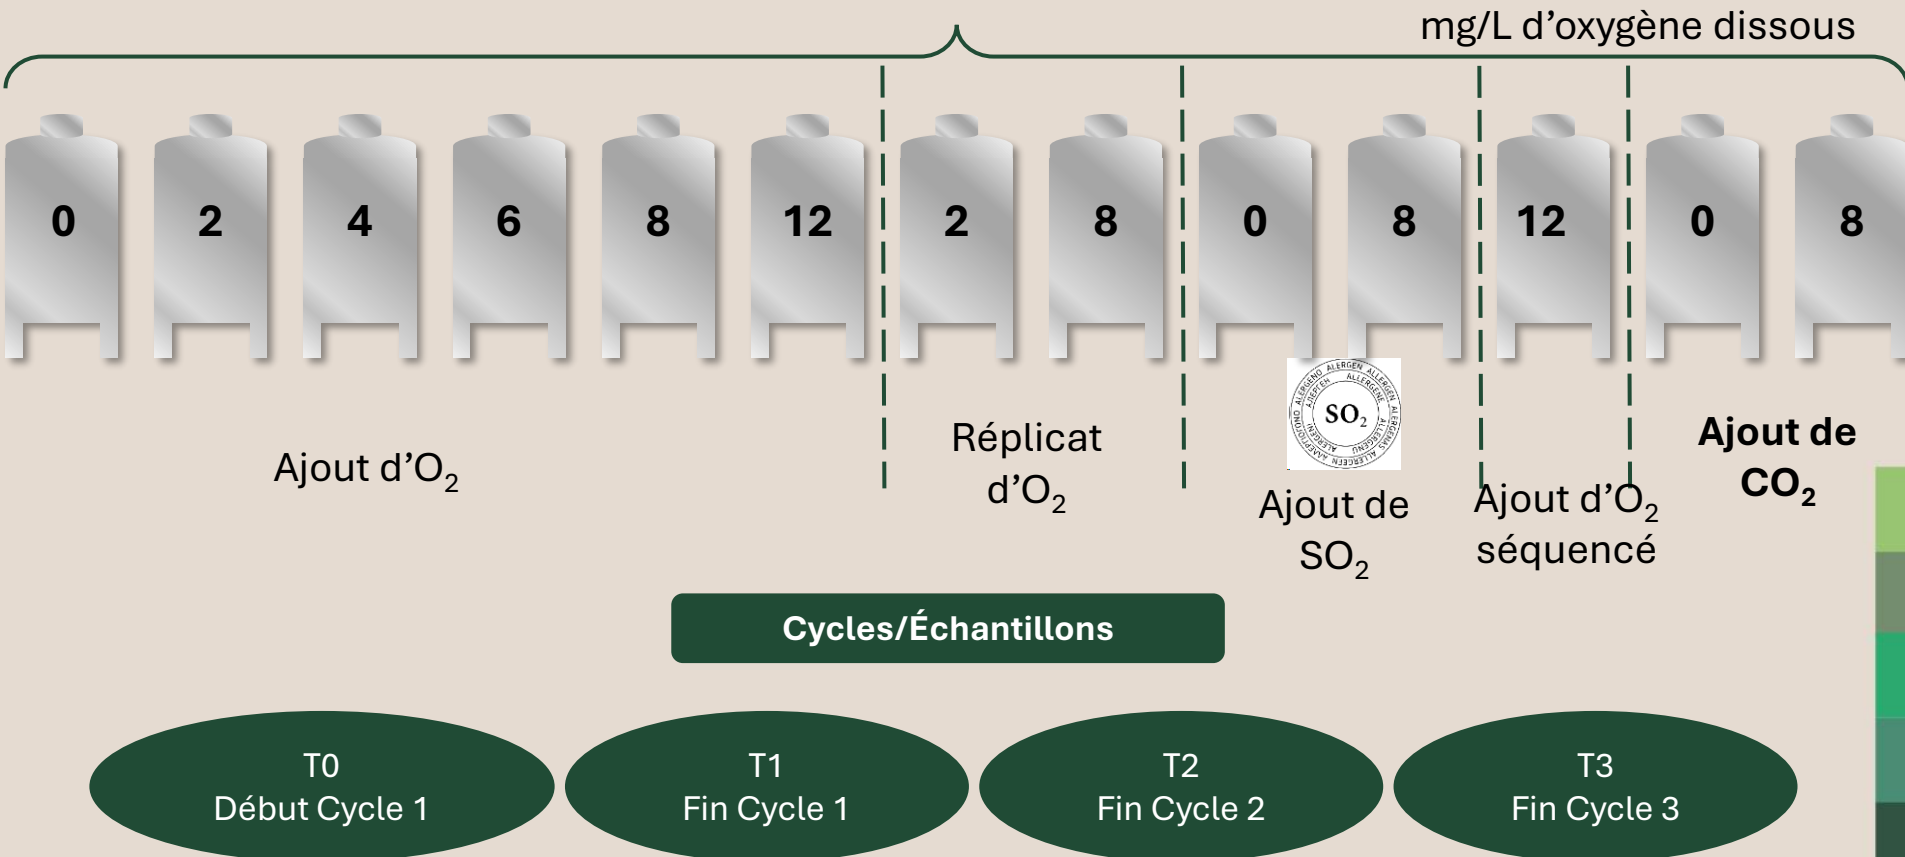 mg/L d’oxygène dissous
0 2 4 6 8 12 2 8 0 8 12 0 8
Ajout d’O₂
Réplicat
d’O₂
SO₂
Ajout de
SO₂
Ajout d’O₂
séquencé
Ajout de
CO₂
Cycles/Échantillons
T0
Début Cycle 1
T1
Fin Cycle 1
T2
Fin Cycle 2
T3
Fin Cycle 3